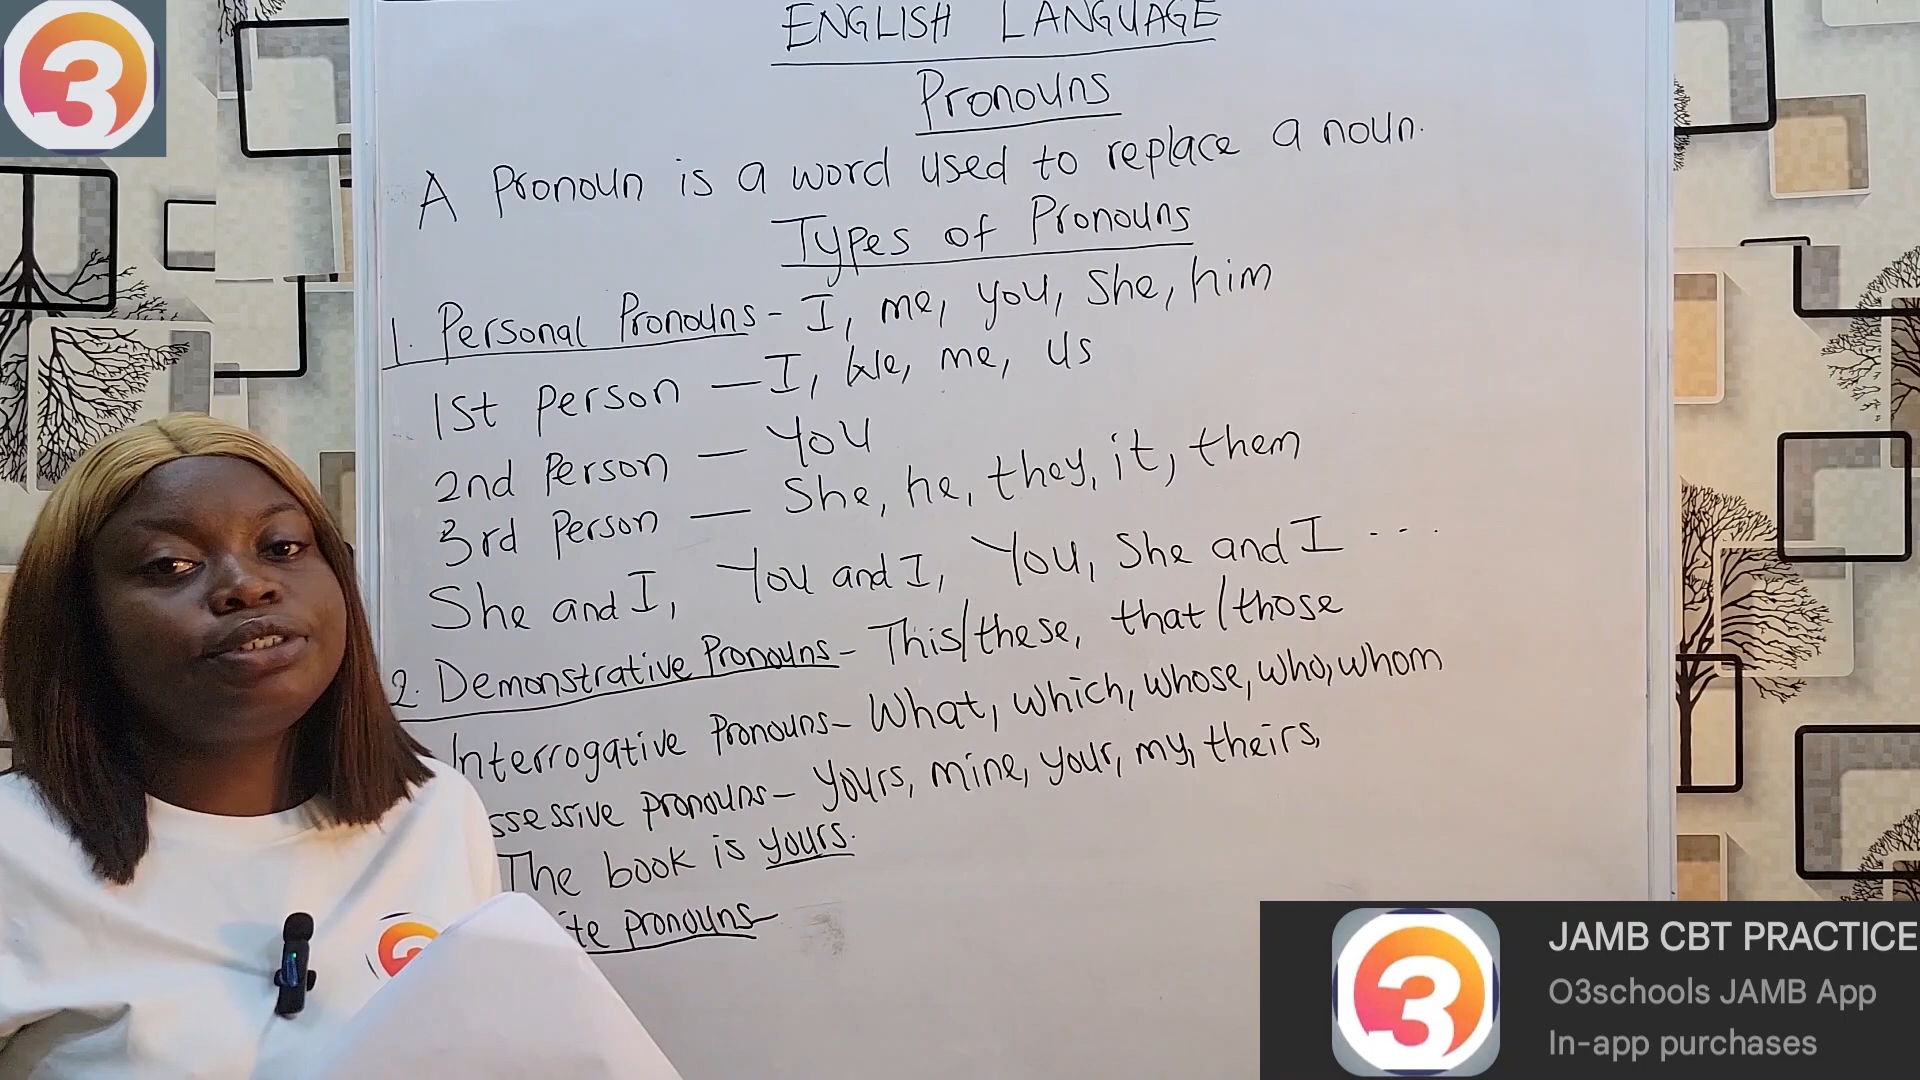 3
ENGLISH LANGUAGE
Pronouns
A Pronoun is a word used to replace a noun.
Types of Pronouns
1. Personal Pronouns - I, me, you, She, him
1st person — I, We, me, us
2nd Person — You
3rd Person — She, he, they, it, them
She and I, You and I, You, She and I ...
2. Demonstrative Pronouns - This/these, that/those
Interrogative Pronouns - What, which, whose, who, whom
ssessive pronouns - yours, mine, your, my, theirs,
The book is yours.
ite pronouns -
3
3
JAMB CBT PRACTICE
O3schools JAMB App
In-app purchases